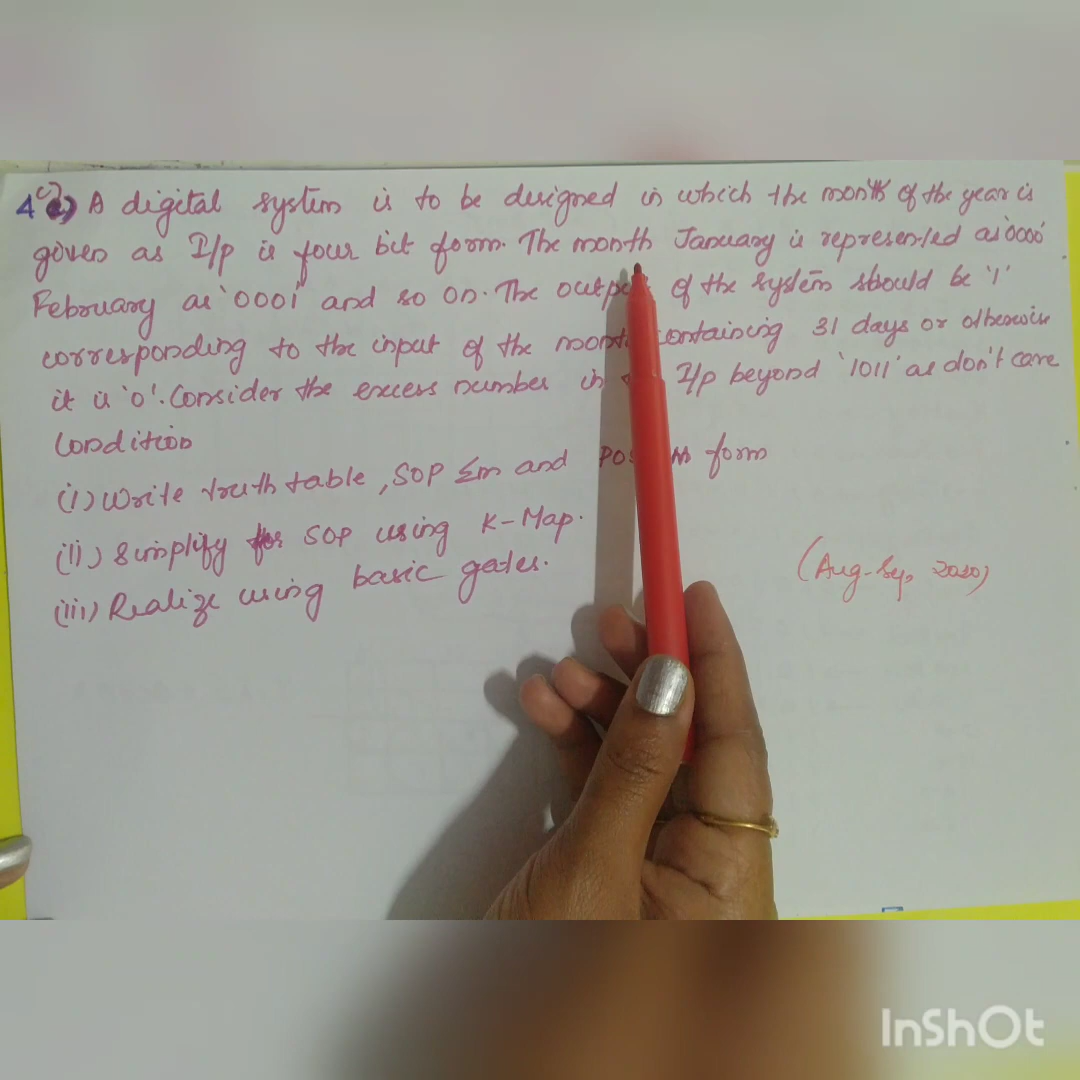 4 c) A digital system is to be designed in which the month of the year is
given as I/p is four bit form. The month January is represented as '0000'
February as '0001' and so on. The output of the system should be '1'
corresponding to the input of the month containing 31 days or otherwise
it is '0'. Consider the excess number in I/p beyond '1011' as don't care
Condition
(i) Write truth table, SOP Σm and form
(ii) Simplify for SOP using K-Map.
(iii) Realize using basic gates.
(Aug-Sep, 2020)
InShOt